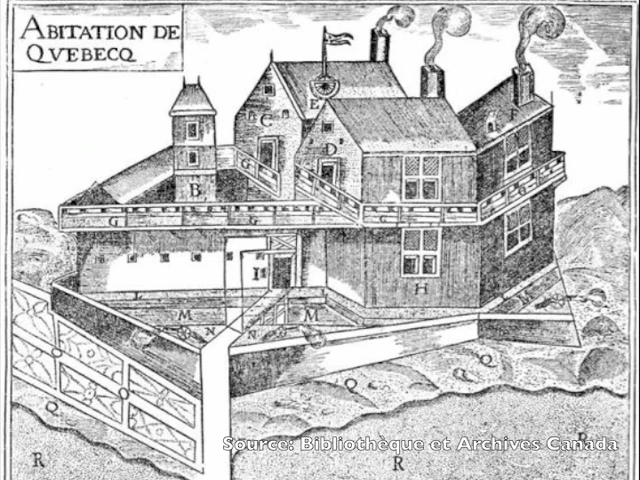 ABITATION DE
QVEBECQ
E
C
D
G
G
G
B
G
G
G
I
H
L
M
M
N
N
Q
Q
Q
Q
Source: Bibliothèque et Archives Canada
R
R
R